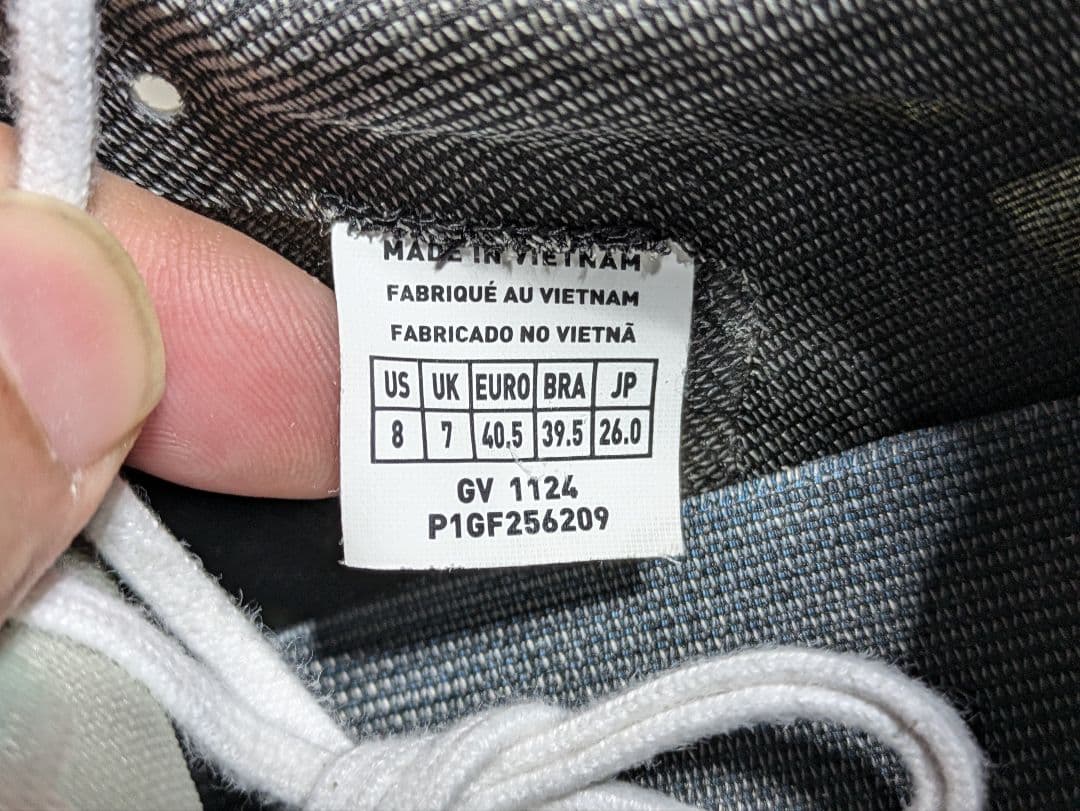 MADE IN VIETNAM
FABRIQUÉ AU VIETNAM
FABRICADO NO VIETNÃ
US UK EURO BRA JP
8 7 40.5 39.5 26.0
GV 1124
P1GF256209